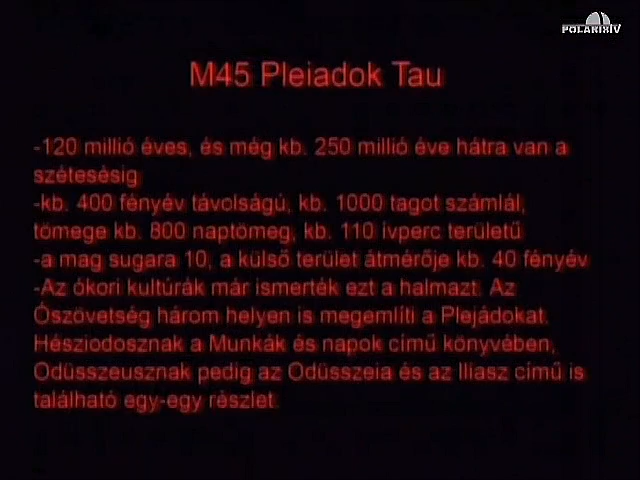 POLARIXIV
M45 Pleiadok Tau
-120 millió éves, és még kb. 250 millió éve hátra van a
szétesèsig
-kb. 400 fényév távolságú, kb. 1000 tagot számlál,
tömege kb. 800 naptömeg, kb. 110 ívperc területű
-a mag sugara 10, a külső terület átmérője kb. 40 fényév
-Az ókori kultúrák már ismerték ezt a halmazt. Az
Ószövetség három helyen is megemlíti a Plejádokat.
Hésziodosznak a Munkák és napok című könyvében,
Odüsszeusznak pedig az Odüsszeia és az Iliasz című is
található egy-egy részlet.